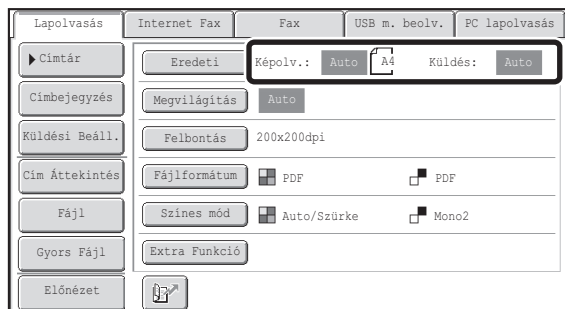 Lapolvasás Internet Fax Fax USB m. beolv. PC lapolvasás
Címtár
Eredeti Képolv.: Auto A4 Küldés: Auto
Címbejegyzés
Megvilágítás Auto
Küldési Beáll.
Felbontás 200x200dpi
Cím Áttekintés
Fájlformátum PDF PDF
Fájl
Színes mód Auto/Szürke Mono2
Gyors Fájl
Extra Funkció
Előnézet